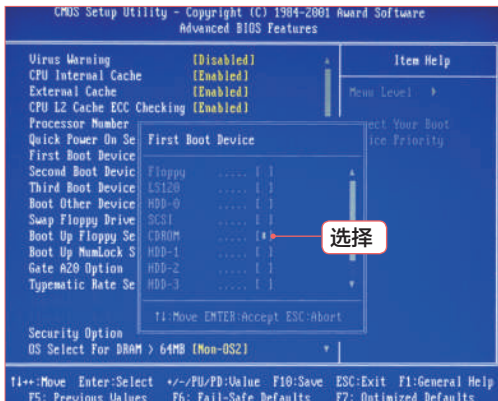 CMOS Setup Utility - Copyright (C) 1984-2001 Award Software
Advanced BIOS Features
Virus Warning [Disabled]
CPU Internal Cache [Enabled]
External Cache [Enabled]
CPU L2 Cache ECC Checking [Enabled]
Processor Number
Quick Power On Se
First Boot Device
Second Boot Devic
Third Boot Device
Boot Other Device
Swap Floppy Drive
Boot Up Floppy Se
Boot Up NumLock S
Gate A20 Option
Typematic Rate Se
Security Option
OS Select For DRAM > 64MB [Non-OS2]
First Boot Device
Floppy ..... [ ]
LS120 ..... [ ]
HDD-0 ..... [ ]
SCSI ..... [ ]
CDROM ..... [■]
HDD-1 ..... [ ]
HDD-2 ..... [ ]
HDD-3 ..... [ ]
↑↓:Move ENTER:Accept ESC:Abort
选择
Item Help
Menu Level ▸
ect Your Boot
ice Priority
↑↓↔:Move Enter:Select +/-/PU/PD:Value F10:Save ESC:Exit F1:General Help
F5: Previous Values F6: Fail-Safe Defaults F7: Optimized Defaults